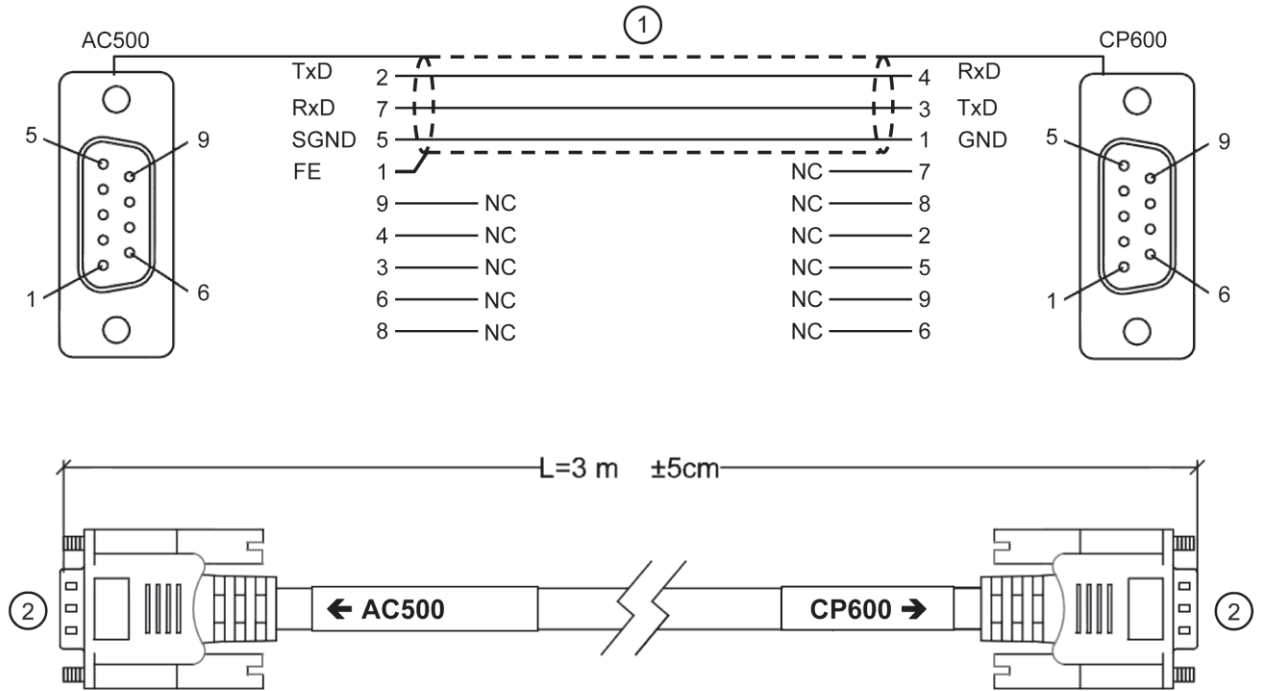 1
AC500
CP600
TxD 2 4 RxD
RxD 7 3 TxD
SGND 5 1 GND
FE 1 NC 7
9 NC NC 8
4 NC NC 2
3 NC NC 5
6 NC NC 9
8 NC NC 6
5 9
1 6
5 9
1 6
L=3 m ±5cm
2 ← AC500 CP600 → 2